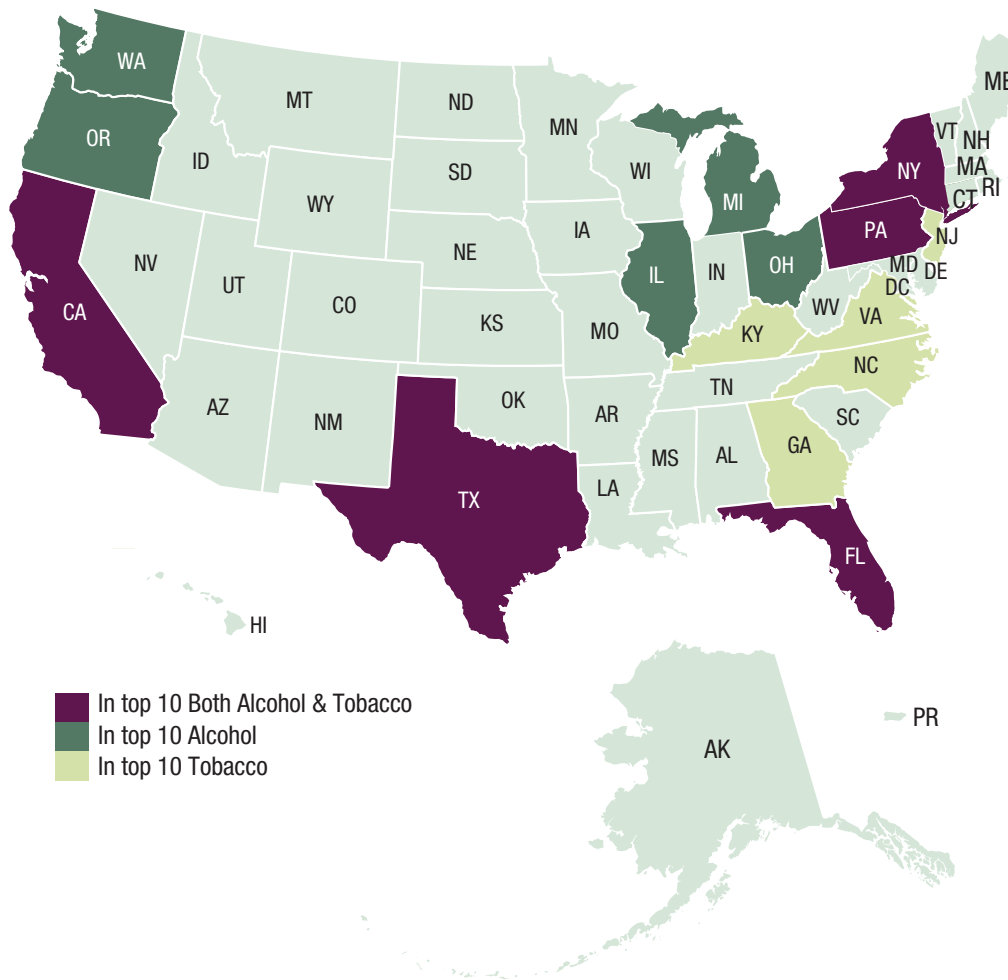 WA
MT
ND
MN
ME
VT
NH
OR
ID
SD
WI
NY
MA
RI
CT
WY
MI
IA
PA
NJ
NE
NV
UT
IL
IN
OH
MD
DE
DC
CA
CO
KS
MO
WV
VA
KY
NC
AZ
NM
OK
AR
TN
SC
MS
AL
GA
LA
TX
FL
HI
In top 10 Both Alcohol & Tobacco
In top 10 Alcohol
In top 10 Tobacco
PR
AK